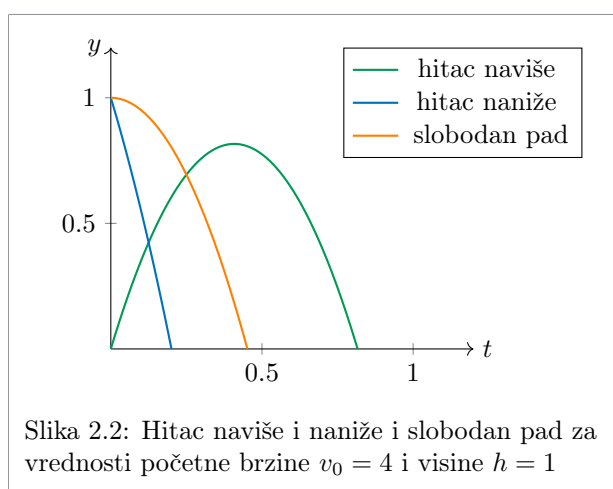 y
hitac naviše
hitac naniže
slobodan pad
1
0.5
t
0.5
1
Slika 2.2: Hitac naviše i naniže i slobodan pad za
vrednosti početne brzine v₀ = 4 i visine h = 1